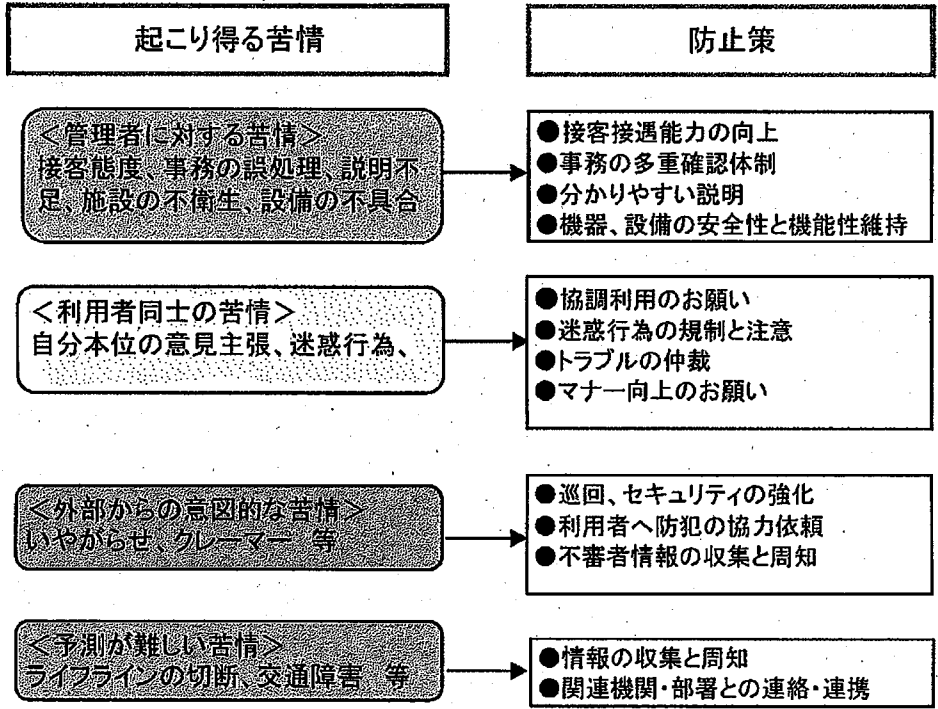 起こり得る苦情
防止策
＜管理者に対する苦情＞
接客態度、事務の誤処理、説明不
足、施設の不衛生、設備の不具合
●接客接遇能力の向上
●事務の多重確認体制
●分かりやすい説明
●機器、設備の安全性と機能性維持
＜利用者同士の苦情＞
自分本位の意見主張、迷惑行為、
●協調利用のお願い
●迷惑行為の規制と注意
●トラブルの仲裁
●マナー向上のお願い
＜外部からの意図的な苦情＞
いやがらせ、クレーマー　等
●巡回、セキュリティの強化
●利用者へ防犯の協力依頼
●不審者情報の収集と周知
＜予測が難しい苦情＞
ライフラインの切断、交通障害　等
●情報の収集と周知
●関連機関・部署との連絡・連携